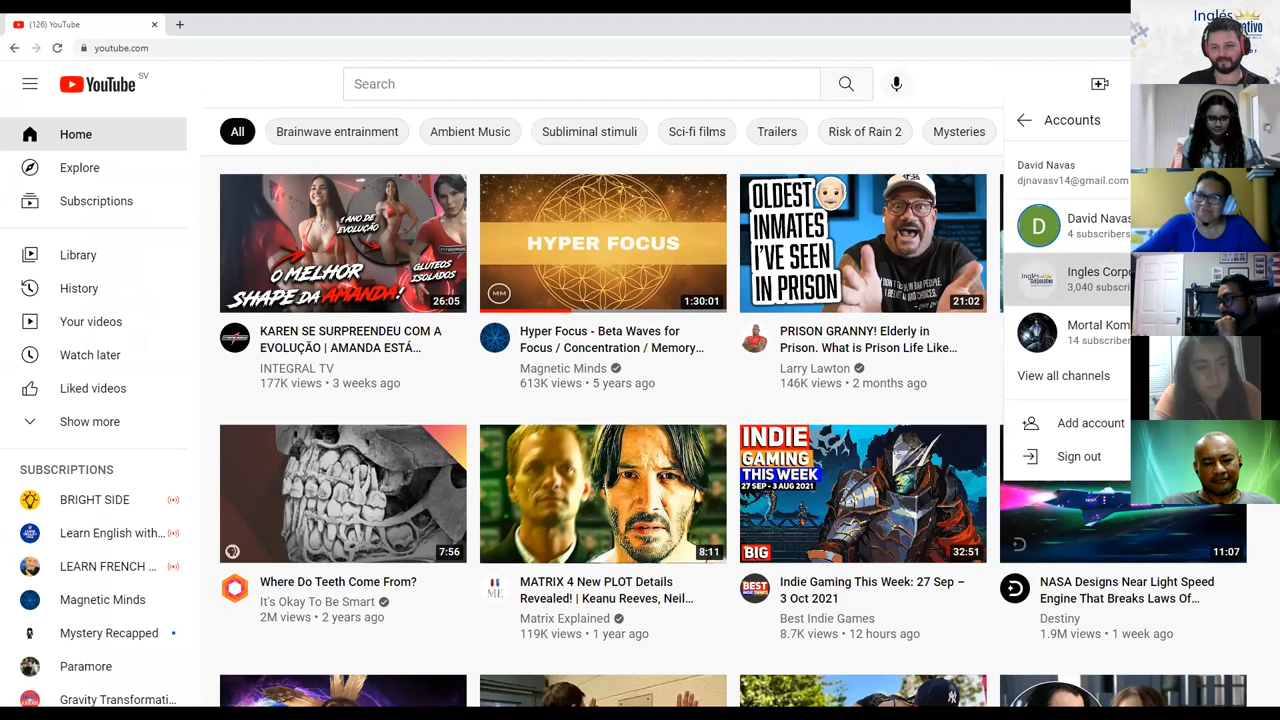 (126) YouTube
youtube.com
YouTube SV
Search
Home
Explore
Subscriptions
Library
History
Your videos
Watch later
Liked videos
Show more
SUBSCRIPTIONS
BRIGHT SIDE
Learn English with...
LEARN FRENCH ...
Magnetic Minds
Mystery Recapped
Paramore
Gravity Transformati...
All
Brainwave entrainment
Ambient Music
Subliminal stimuli
Sci-fi films
Trailers
Risk of Rain 2
Mysteries
1 ANO DE
EVOLUÇÃO
O MELHOR
SHAPE DA AMANDA!
GLUTEOS
ISOLADOS
26:05
KAREN SE SURPREENDEU COM A
EVOLUÇÃO | AMANDA ESTÁ...
INTEGRAL TV
177K views • 3 weeks ago
HYPER FOCUS
MM
1:30:01
Hyper Focus - Beta Waves for
Focus / Concentration / Memory...
Magnetic Minds
613K views • 5 years ago
OLDEST
INMATES
I'VE SEEN
IN PRISON
21:02
PRISON GRANNY! Elderly in
Prison. What is Prison Life Like...
Larry Lawton
146K views • 2 months ago
7:56
Where Do Teeth Come From?
It's Okay To Be Smart
2M views • 2 years ago
8:11
ME
MATRIX 4 New PLOT Details
Revealed! | Keanu Reeves, Neil...
Matrix Explained
119K views • 1 year ago
INDIE
GAMING
THIS WEEK
27 SEP - 3 AUG 2021
BIG
32:51
BEST
INDIE GAMES
Indie Gaming This Week: 27 Sep –
3 Oct 2021
Best Indie Games
8.7K views • 12 hours ago
11:07
NASA Designs Near Light Speed
Engine That Breaks Laws Of...
Destiny
1.9M views • 1 week ago
Accounts
David Navas
djnavasv14@gmail.com
D
David Navas
4 subscribers
Ingles Corpo
3,040 subscri
Mortal Kom
14 subscriber
View all channels
Add account
Sign out
Inglés